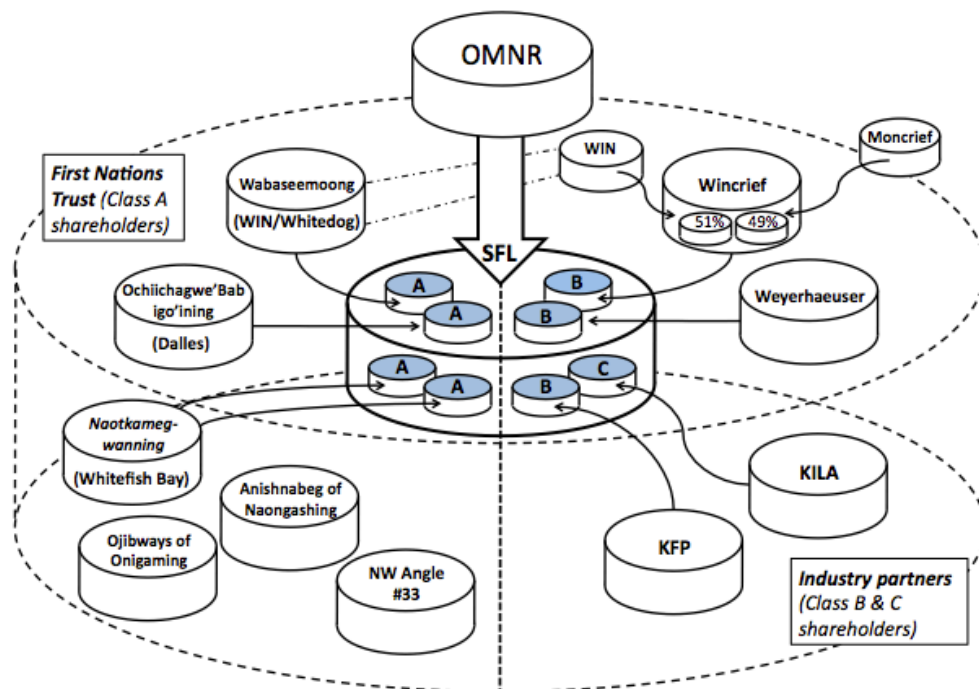 OMNR
First Nations
Trust (Class A
shareholders)
Wabaseemoong
(WIN/Whitedog)
WIN
Wincrief
51%
49%
Moncrief
SFL
Ochiichagwe'Bab
igo'ining
(Dalles)
A
B
A
B
Weyerhaeuser
A
C
A
B
Naotkameg-
wanning
(Whitefish Bay)
Anishnabeg of
Naongashing
Ojibways of
Onigaming
NW Angle
#33
KFP
KILA
Industry partners
(Class B & C
shareholders)